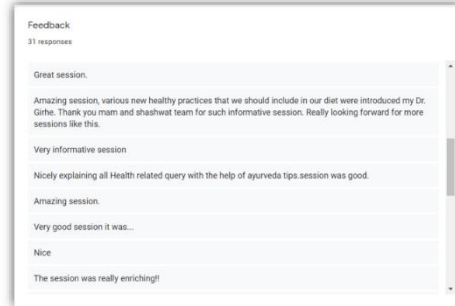 Feedback
31 responses
Great session.
Amazing session, various new healthy practices that we should include in our diet were introduced my Dr.
Girhe. Thank you mam and shashwat team for such informative session. Really looking forward for more
sessions like this.
Very informative session
Nicely explaining all Health related query with the help of ayurveda tips.session was good.
Amazing session.
Very good session it was...
Nice
The session was really enriching!!